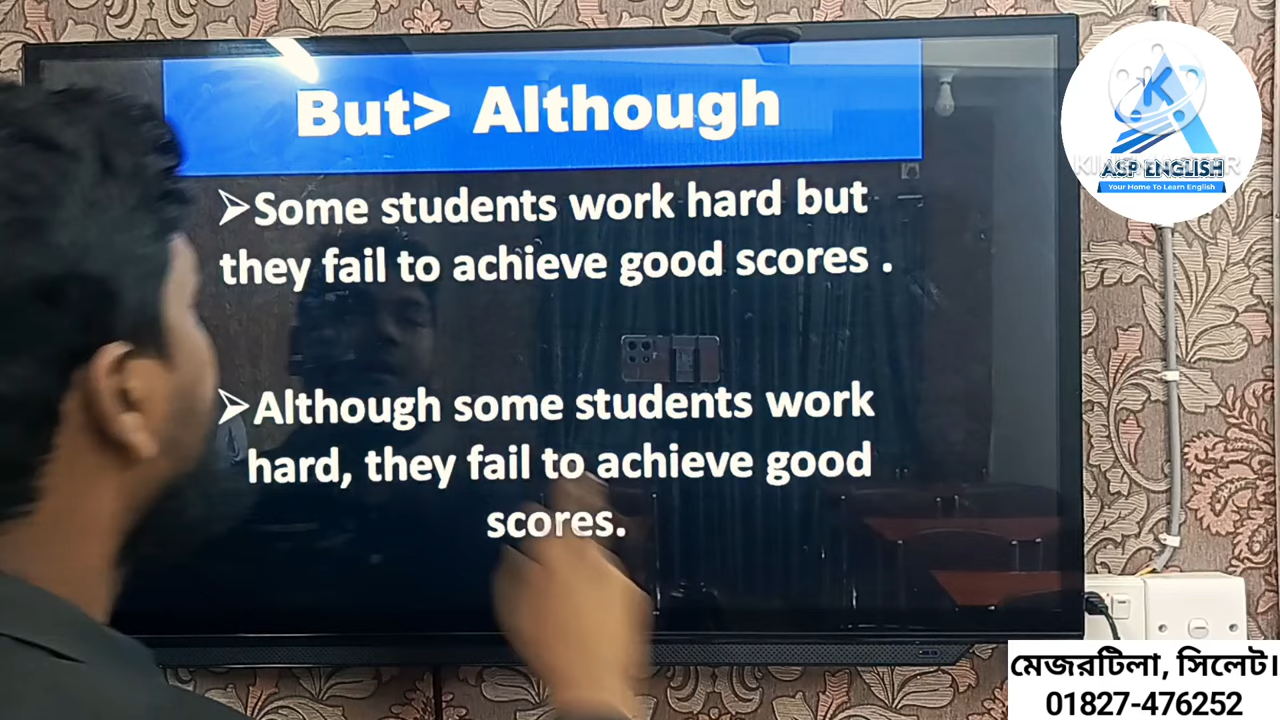 But> Although
➢Some students work hard but
they fail to achieve good scores .
➢Although some students work
hard, they fail to achieve good
scores.
K
ASP ENGLISH
Your Home To Learn English
মেজরটিলা, সিলেট।
01827-476252